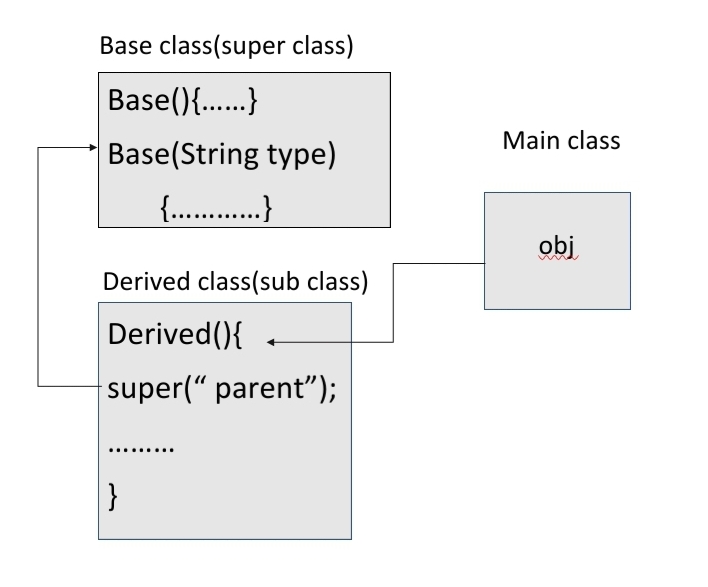 Base class(super class)
Base(){......}
Base(String type)
{............}
Main class
obj
Derived class(sub class)
Derived(){
super(“ parent”);
.........
}